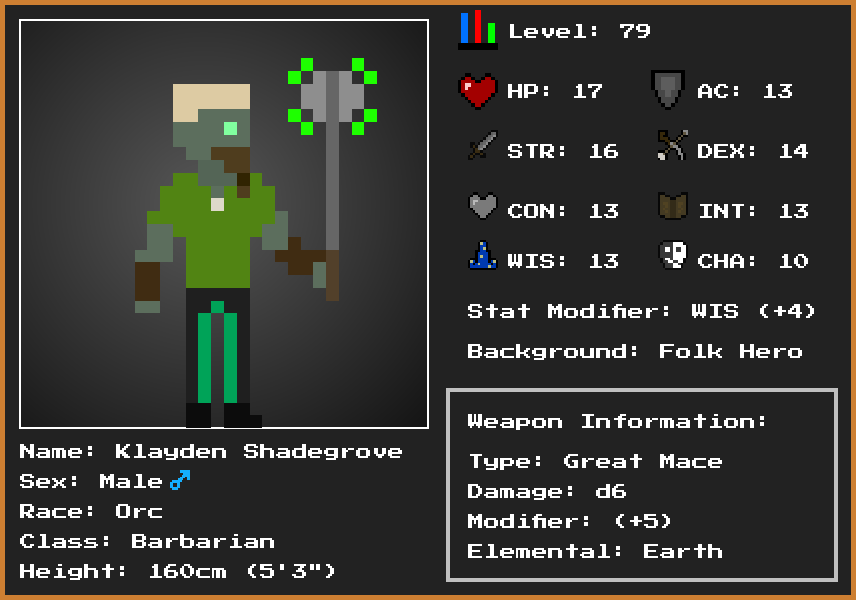 Level: 79
HP: 17 AC: 13
STR: 16 DEX: 14
CON: 13 INT: 13
WIS: 13 CHA: 10
Stat Modifier: WIS (+4)
Background: Folk Hero
Weapon Information:
Type: Great Mace
Damage: d6
Modifier: (+5)
Elemental: Earth
Name: Klayden Shadegrove
Sex: Male ♂
Race: Orc
Class: Barbarian
Height: 160cm (5'3")